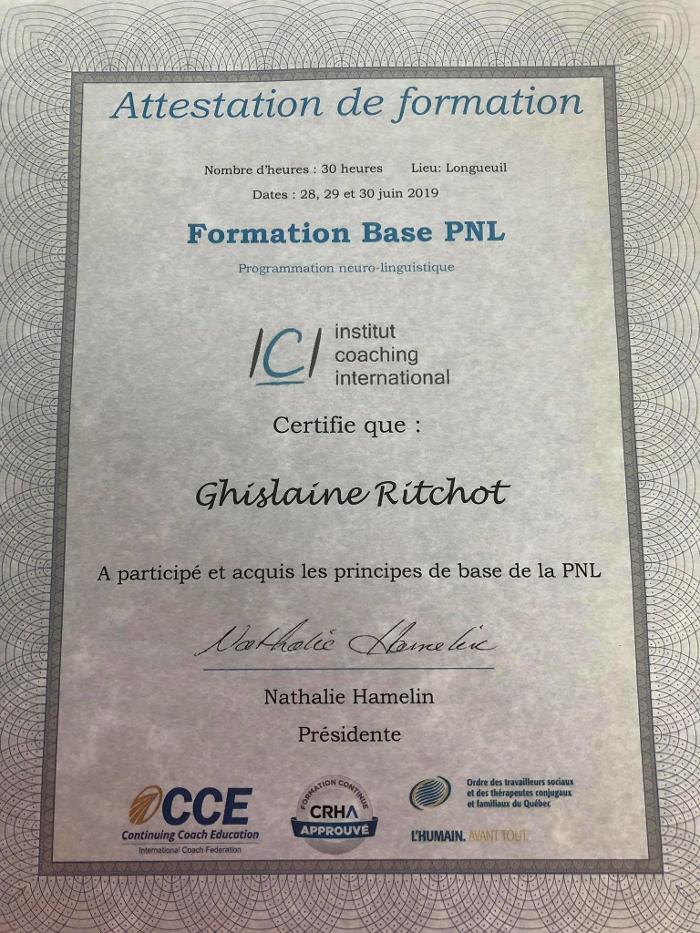 Attestation de formation
Nombre d'heures : 30 heures Lieu: Longueuil
Dates : 28, 29 et 30 juin 2019
Formation Base PNL
Programmation neuro-linguistique
ICI institut
coaching
international
Certifie que :
Ghislaine Ritchot
A participé et acquis les principes de base de la PNL
Nathalie Hamelin
Nathalie Hamelin
Présidente
CCE
Continuing Coach Education
International Coach Federation
FORMATION CONTINUE
CRHA
APPROUVÉ
Ordre des travailleurs sociaux
et des thérapeutes conjugaux
et familiaux du Québec
L'HUMAIN. AVANT TOUT.